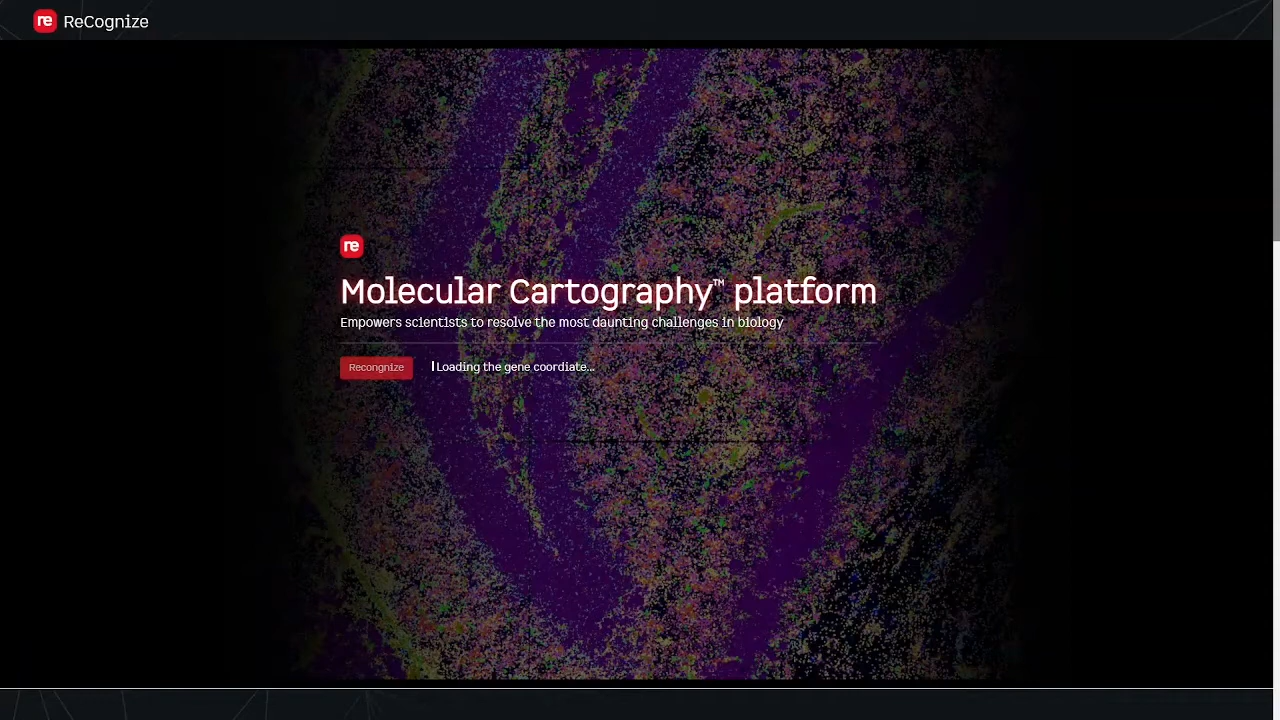 re ReCognize
re
Molecular Cartography™ platform
Empowers scientists to resolve the most daunting challenges in biology
Recongnize
Loading the gene coordiate...